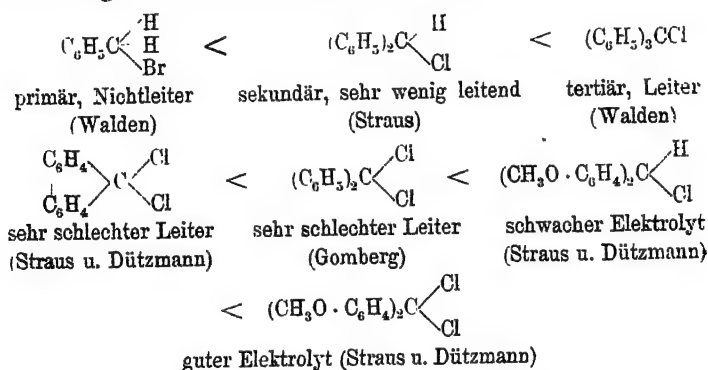 C₆H₅C⟨H H Br < (C₆H₅)₂C⟨H Cl < (C₆H₅)₃CCl
primär, Nichtleiter sekundär, sehr wenig leitend tertiär, Leiter
(Walden) (Straus) (Walden)
C₆H₄ C₆H₄⟩C⟨Cl Cl < (C₆H₅)₂C⟨Cl Cl < (CH₃O · C₆H₄)₂C⟨H Cl
sehr schlechter Leiter sehr schlechter Leiter schwacher Elektrolyt
(Straus u. Dützmann) (Gomberg) (Straus u. Dützmann)
< (CH₃O · C₆H₄)₂C⟨Cl Cl
guter Elektrolyt (Straus u. Dützmann)